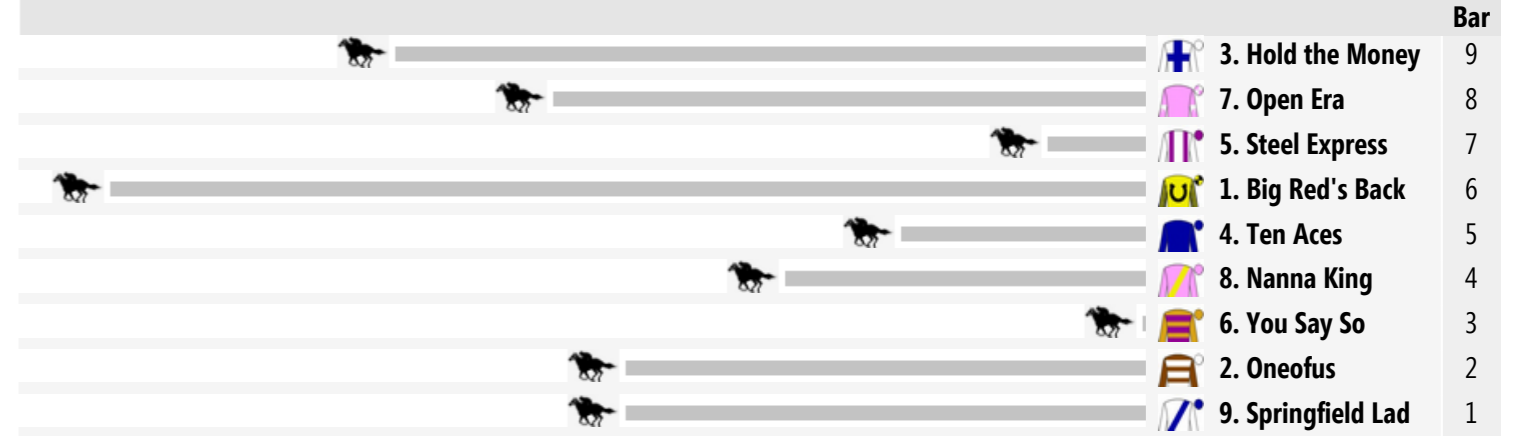 Bar
3. Hold the Money 9
7. Open Era 8
5. Steel Express 7
1. Big Red's Back 6
4. Ten Aces 5
8. Nanna King 4
6. You Say So 3
2. Oneofus 2
9. Springfield Lad 1